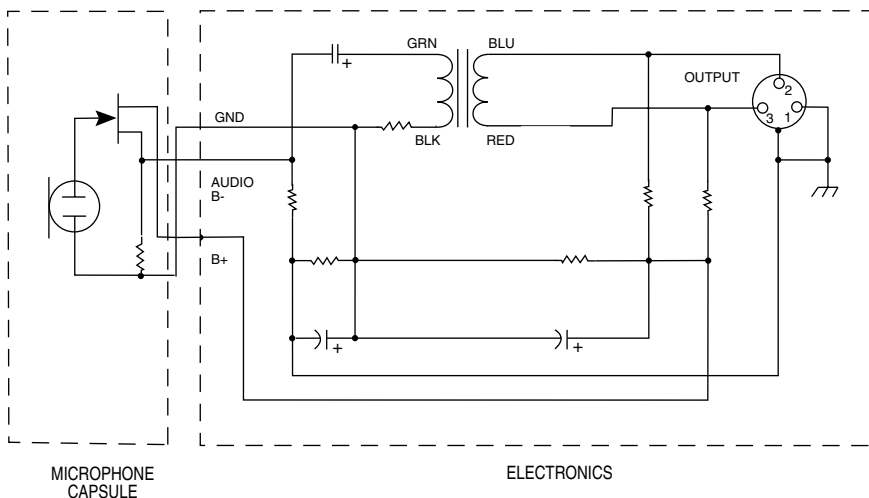 GRN
BLU
+
OUTPUT
2
3
1
GND
BLK
RED
AUDIO
B-
B+
+
+
MICROPHONE
CAPSULE
ELECTRONICS